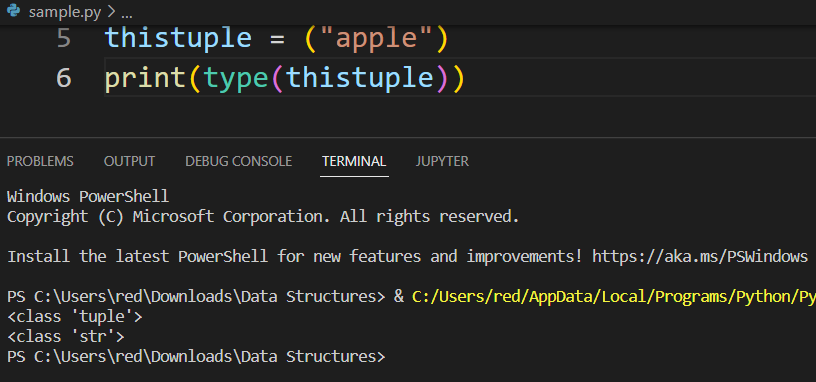 sample.py > ...
5 thistuple = ("apple")
6 print(type(thistuple))
PROBLEMS OUTPUT DEBUG CONSOLE TERMINAL JUPYTER
Windows PowerShell
Copyright (C) Microsoft Corporation. All rights reserved.
Install the latest PowerShell for new features and improvements! https://aka.ms/PSWindows
PS C:\Users\red\Downloads\Data Structures> & C:/Users/red/AppData/Local/Programs/Python/Py
<class 'tuple'>
<class 'str'>
PS C:\Users\red\Downloads\Data Structures>